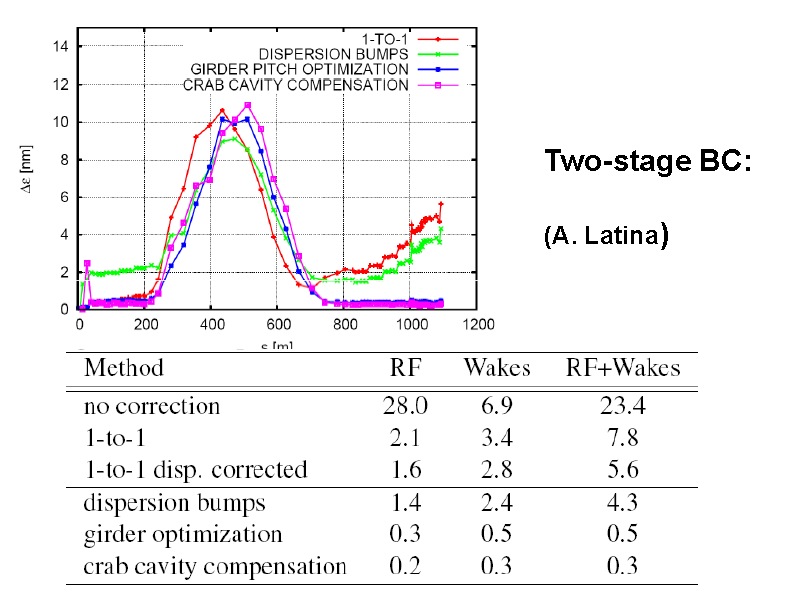 14
12
10
8
6
4
2
0
Δε [nm]
1-TO-1
DISPERSION BUMPS
GIRDER PITCH OPTIMIZATION
CRAB CAVITY COMPENSATION
0 200 400 600 800 1000 1200
s [m]
Two-stage BC:
(A. Latina)
Method RF Wakes RF+Wakes
no correction 28.0 6.9 23.4
1-to-1 2.1 3.4 7.8
1-to-1 disp. corrected 1.6 2.8 5.6
dispersion bumps 1.4 2.4 4.3
girder optimization 0.3 0.5 0.5
crab cavity compensation 0.2 0.3 0.3